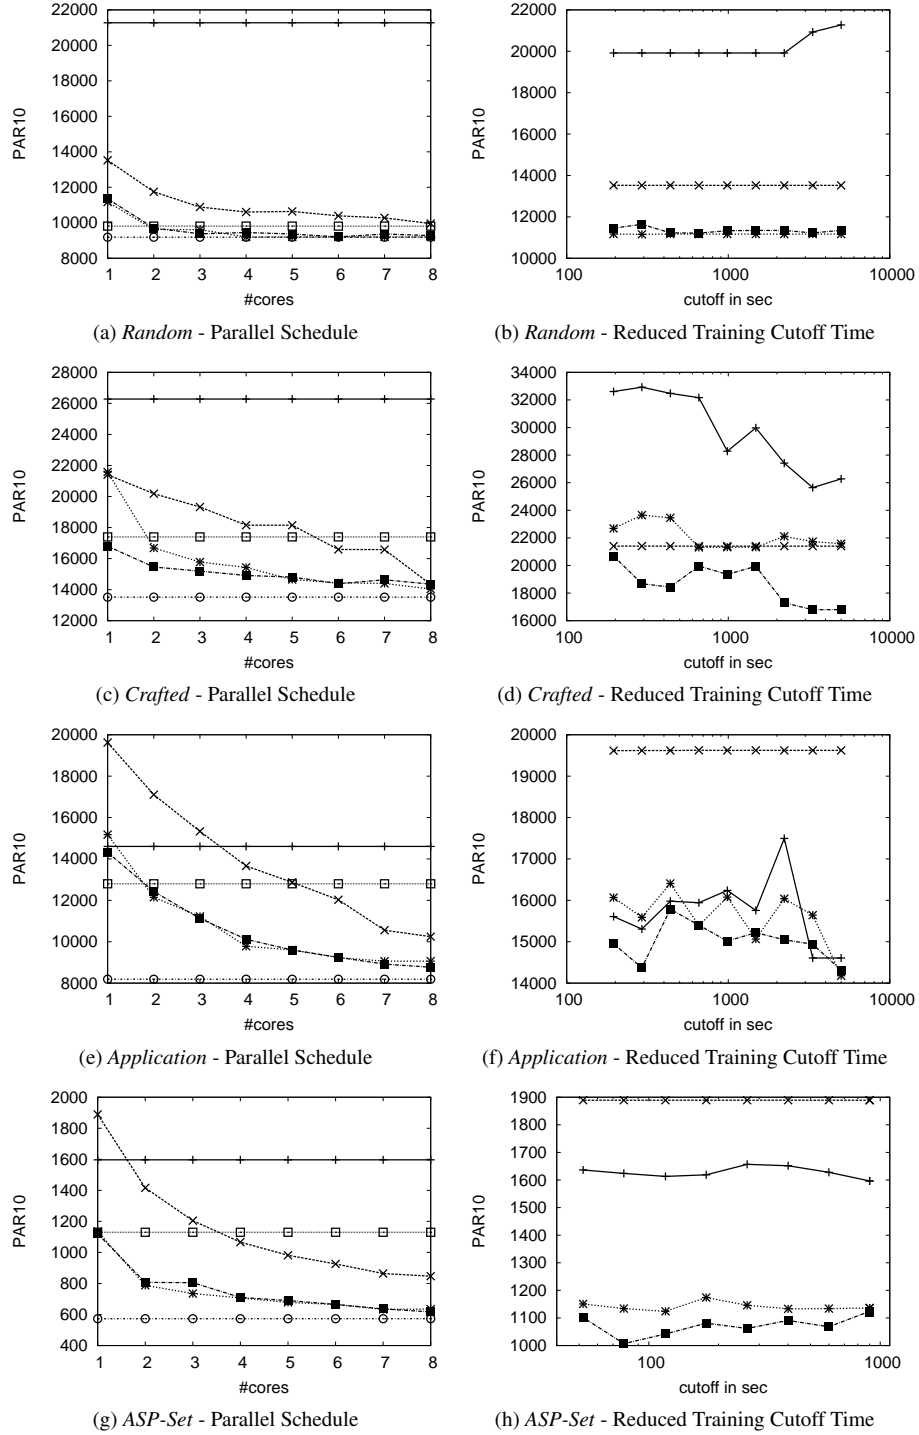 22000
20000
18000
16000
14000
12000
10000
8000
PAR10
1 2 3 4 5 6 7 8
#cores
(a) Random - Parallel Schedule
22000
20000
18000
16000
14000
12000
10000
PAR10
100 1000 10000
cutoff in sec
(b) Random - Reduced Training Cutoff Time
28000
26000
24000
22000
20000
18000
16000
14000
12000
PAR10
1 2 3 4 5 6 7 8
#cores
(c) Crafted - Parallel Schedule
34000
32000
30000
28000
26000
24000
22000
20000
18000
16000
PAR10
100 1000 10000
cutoff in sec
(d) Crafted - Reduced Training Cutoff Time
20000
18000
16000
14000
12000
10000
8000
PAR10
1 2 3 4 5 6 7 8
#cores
(e) Application - Parallel Schedule
20000
19000
18000
17000
16000
15000
14000
PAR10
100 1000 10000
cutoff in sec
(f) Application - Reduced Training Cutoff Time
2000
1800
1600
1400
1200
1000
800
600
400
PAR10
1 2 3 4 5 6 7 8
#cores
(g) ASP-Set - Parallel Schedule
1900
1800
1700
1600
1500
1400
1300
1200
1100
1000
PAR10
100 1000
cutoff in sec
(h) ASP-Set - Reduced Training Cutoff Time